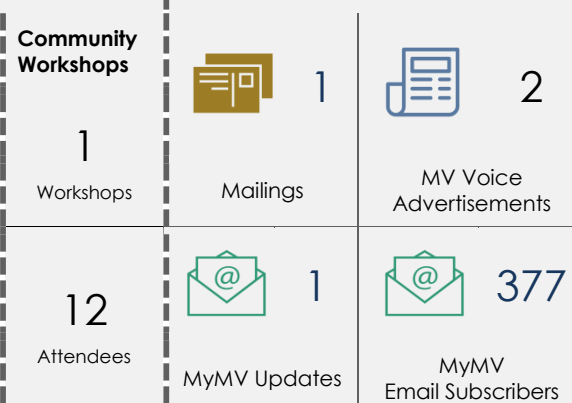 Community
Workshops
1
Workshops
1
Mailings
2
MV Voice
Advertisements
12
Attendees
@
1
MyMV Updates
@
377
MyMV
Email Subscribers